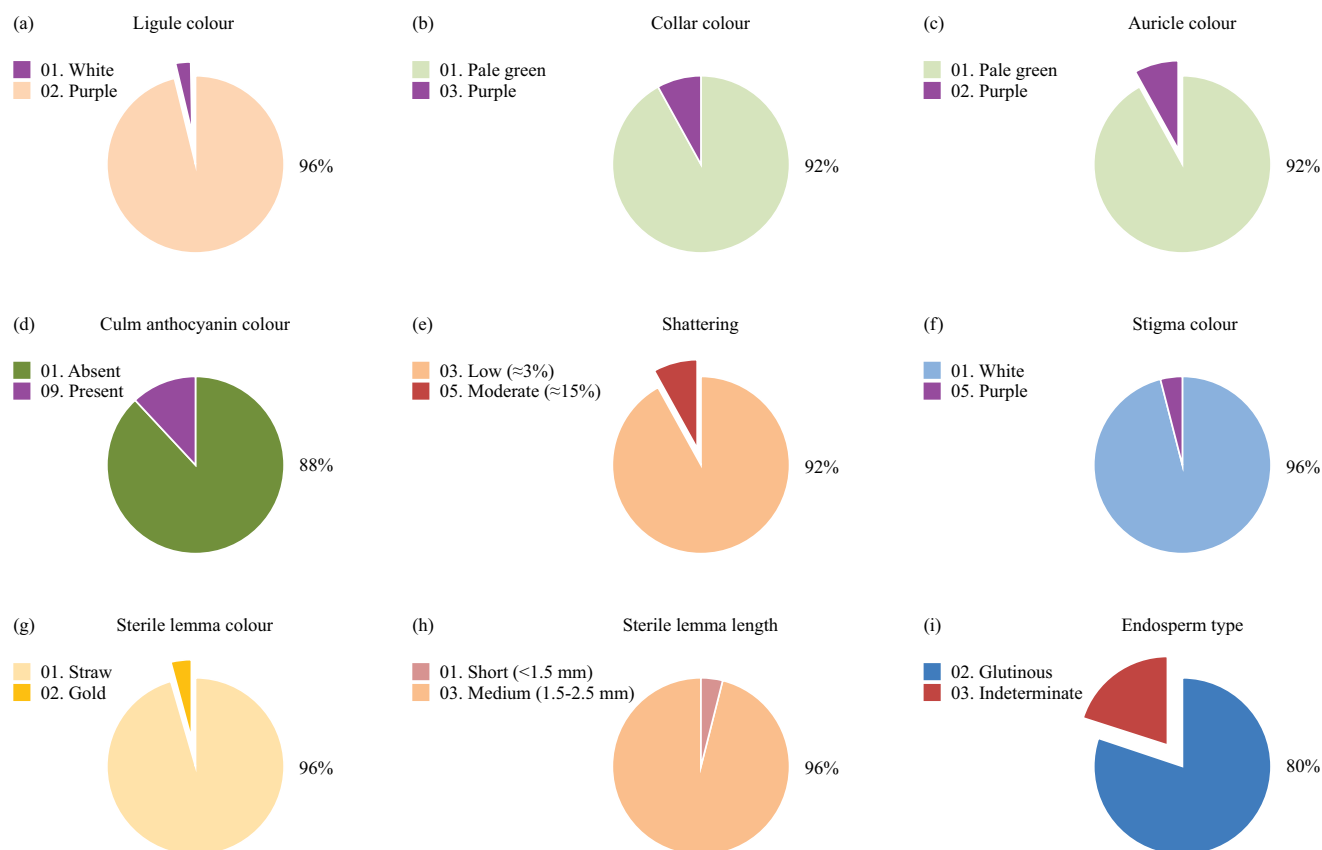 (a) Ligule colour
01. White
02. Purple
96%
(b) Collar colour
01. Pale green
03. Purple
92%
(c) Auricle colour
01. Pale green
02. Purple
92%
(d) Culm anthocyanin colour
01. Absent
09. Present
88%
(e) Shattering
03. Low (≈3%)
05. Moderate (≈15%)
92%
(f) Stigma colour
01. White
05. Purple
96%
(g) Sterile lemma colour
01. Straw
02. Gold
96%
(h) Sterile lemma length
01. Short (<1.5 mm)
03. Medium (1.5-2.5 mm)
96%
(i) Endosperm type
02. Glutinous
03. Indeterminate
80%